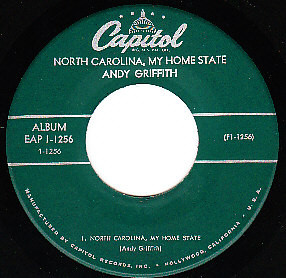 Capitol
NORTH CAROLINA, MY HOME STATE
ANDY GRIFFITH
ALBUM
EAP 1-1256
1-1256
(F1-1256)
1. NORTH CAROLINA, MY HOME STATE
(Andy Griffith)
MANUFACTURED BY CAPITOL RECORDS, INC. • HOLLYWOOD, CALIFORNIA • U.S.A.